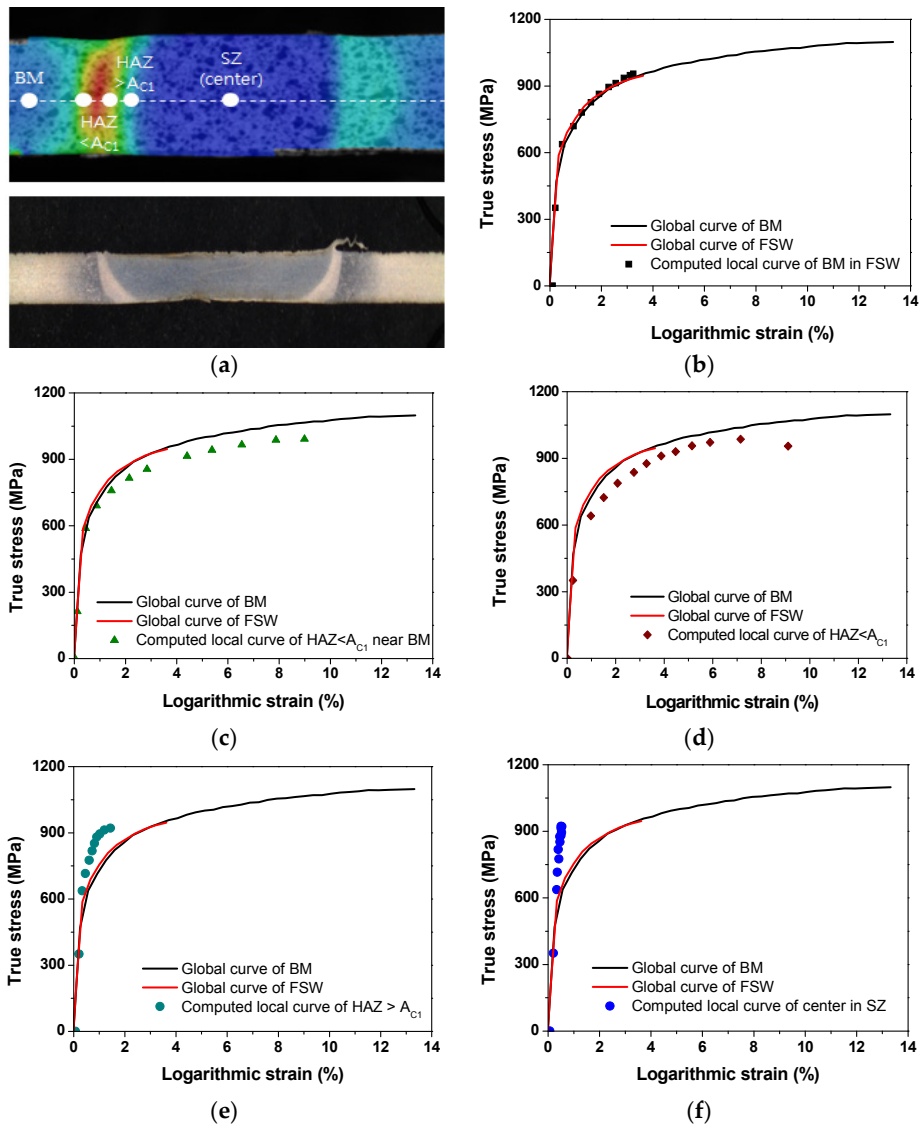 BM
HAZ
>A_C1
SZ
(center)
HAZ
<A_C1
(a)
True stress (MPa)
1200
900
600
300
0
Global curve of BM
Global curve of FSW
Computed local curve of BM in FSW
0 2 4 6 8 10 12 14
Logarithmic strain (%)
(b)
True stress (MPa)
1200
900
600
300
0
Global curve of BM
Global curve of FSW
Computed local curve of HAZ<A_C1 near BM
0 2 4 6 8 10 12 14
Logarithmic strain (%)
(c)
True stress (MPa)
1200
900
600
300
0
Global curve of BM
Global curve of FSW
Computed local curve of HAZ<A_C1
0 2 4 6 8 10 12 14
Logarithmic strain (%)
(d)
True stress (MPa)
1200
900
600
300
0
Global curve of BM
Global curve of FSW
Computed local curve of HAZ > A_C1
0 2 4 6 8 10 12 14
Logarithmic strain (%)
(e)
True stress (MPa)
1200
900
600
300
0
Global curve of BM
Global curve of FSW
Computed local curve of center in SZ
0 2 4 6 8 10 12 14
Logarithmic strain (%)
(f)